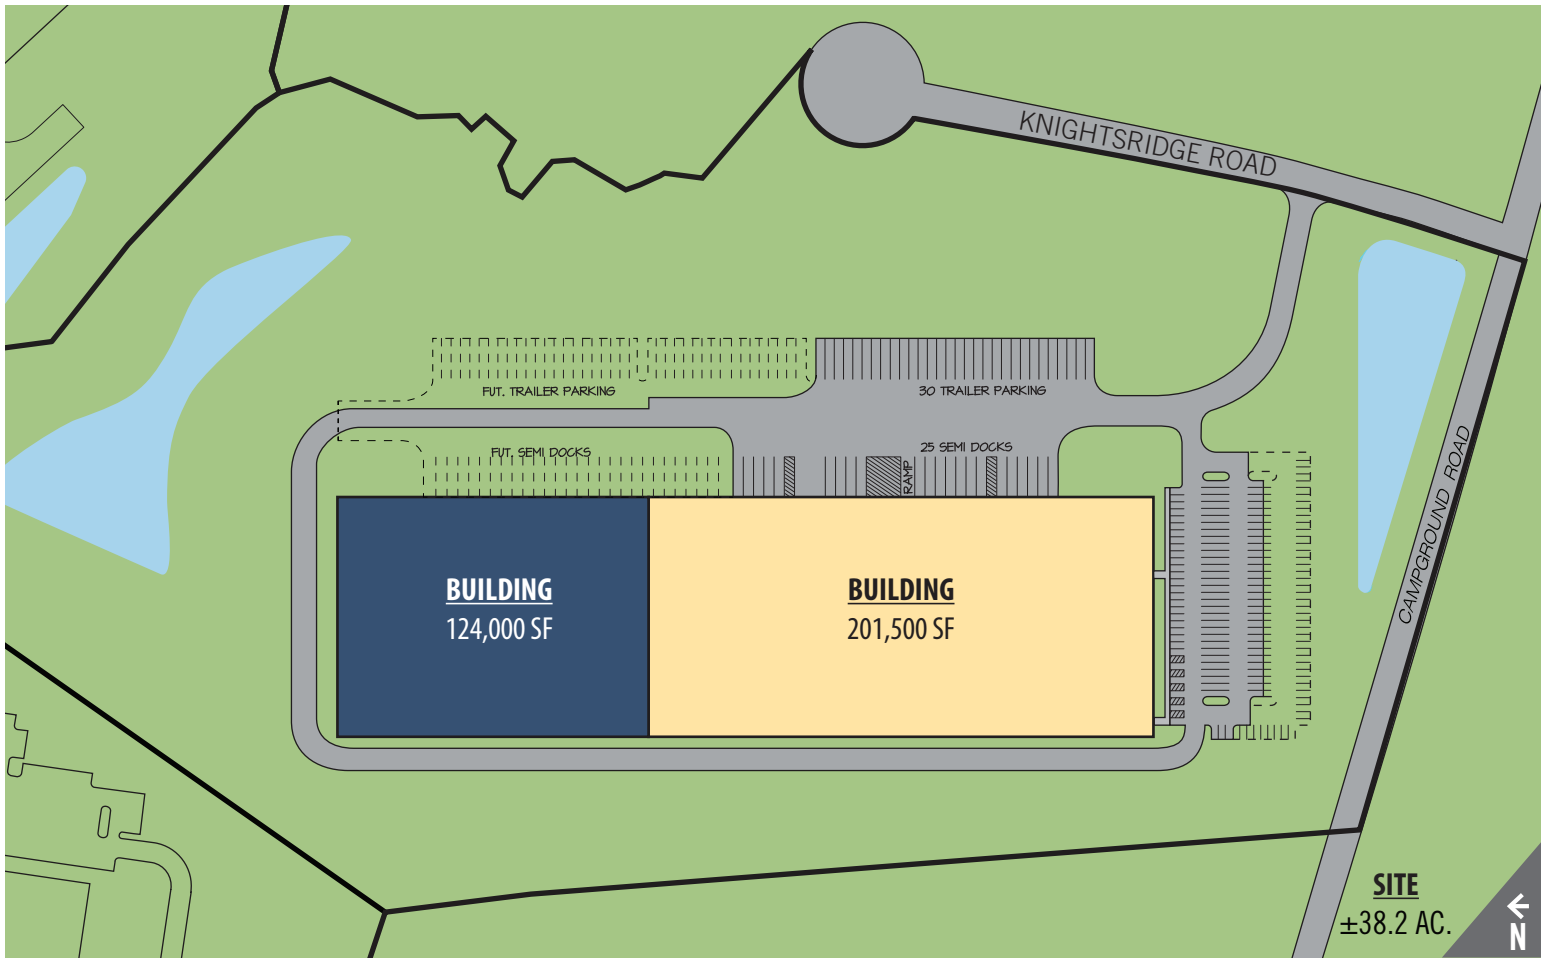 KNIGHTSRIDGE ROAD
FUT. TRAILER PARKING
30 TRAILER PARKING
FUT. SEMI DOCKS
25 SEMI DOCKS
RAMP
CAMPGROUND ROAD
BUILDING
124,000 SF
BUILDING
201,500 SF
SITE
±38.2 AC.
N